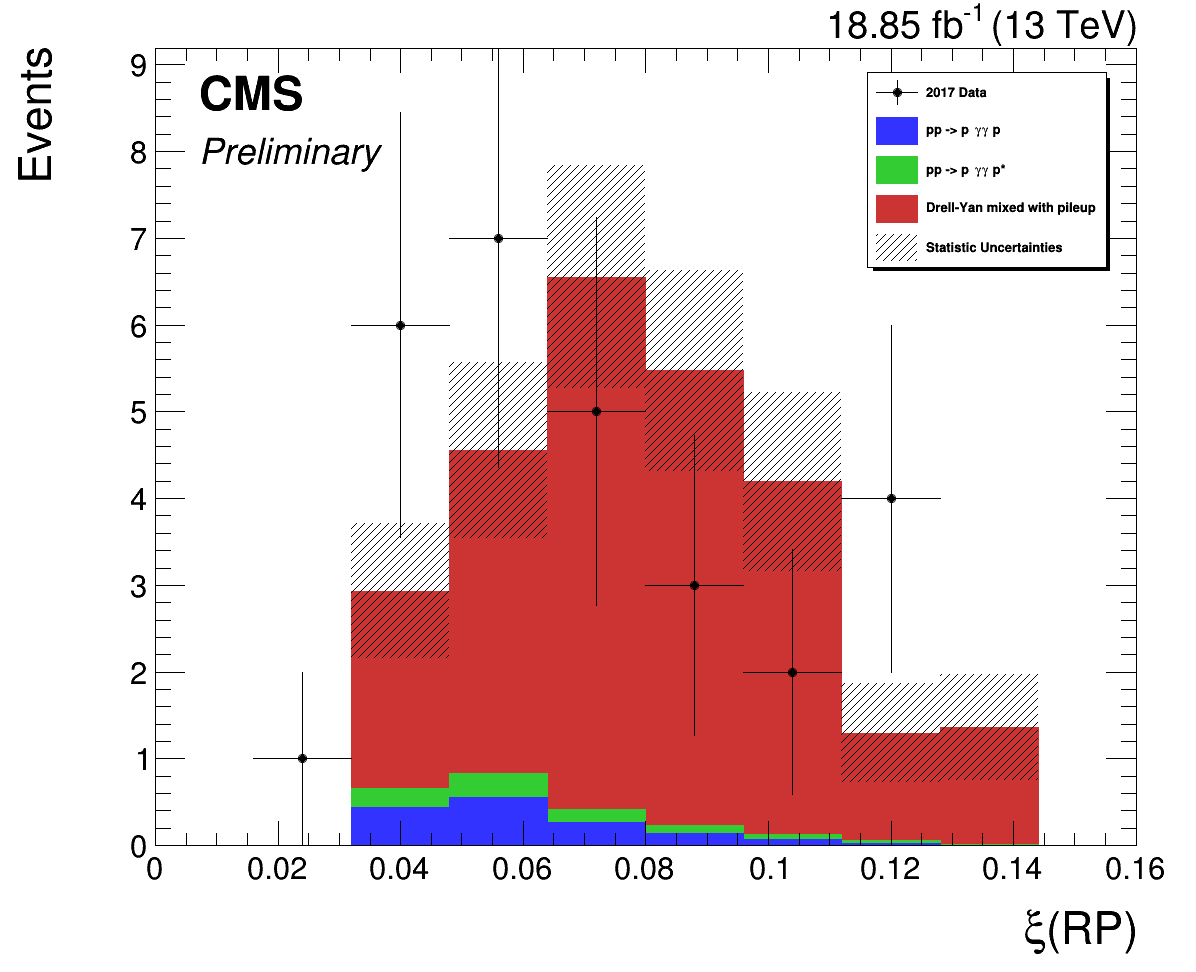 18.85 fb⁻¹ (13 TeV)
Events
CMS
Preliminary
2017 Data
pp -> p γγ p
pp -> p γγ p*
Drell-Yan mixed with pileup
Statistic Uncertainties
9
8
7
6
5
4
3
2
1
0
0 0.02 0.04 0.06 0.08 0.1 0.12 0.14 0.16
ξ(RP)